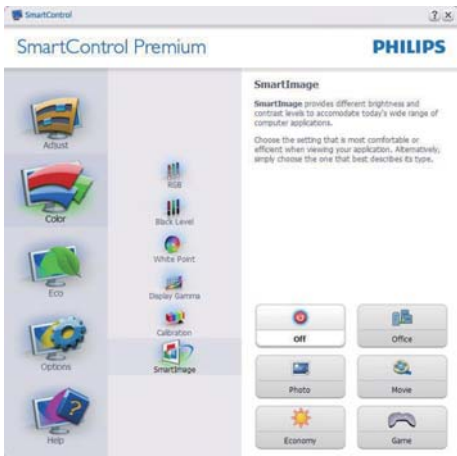 SmartControl
SmartControl Premium
PHILIPS
Adjust
Color
Eco
Options
Help
RGB
Black Level
White Point
Display Gamma
Calibration
SmartImage
SmartImage
SmartImage provides different brightness and
contrast levels to accomodate today's wide range of
computer applications.
Choose the setting that is most comfortable or
efficient when viewing your application. Alternatively,
simply choose the one that best describes its type.
Off
Office
Photo
Movie
Economy
Game